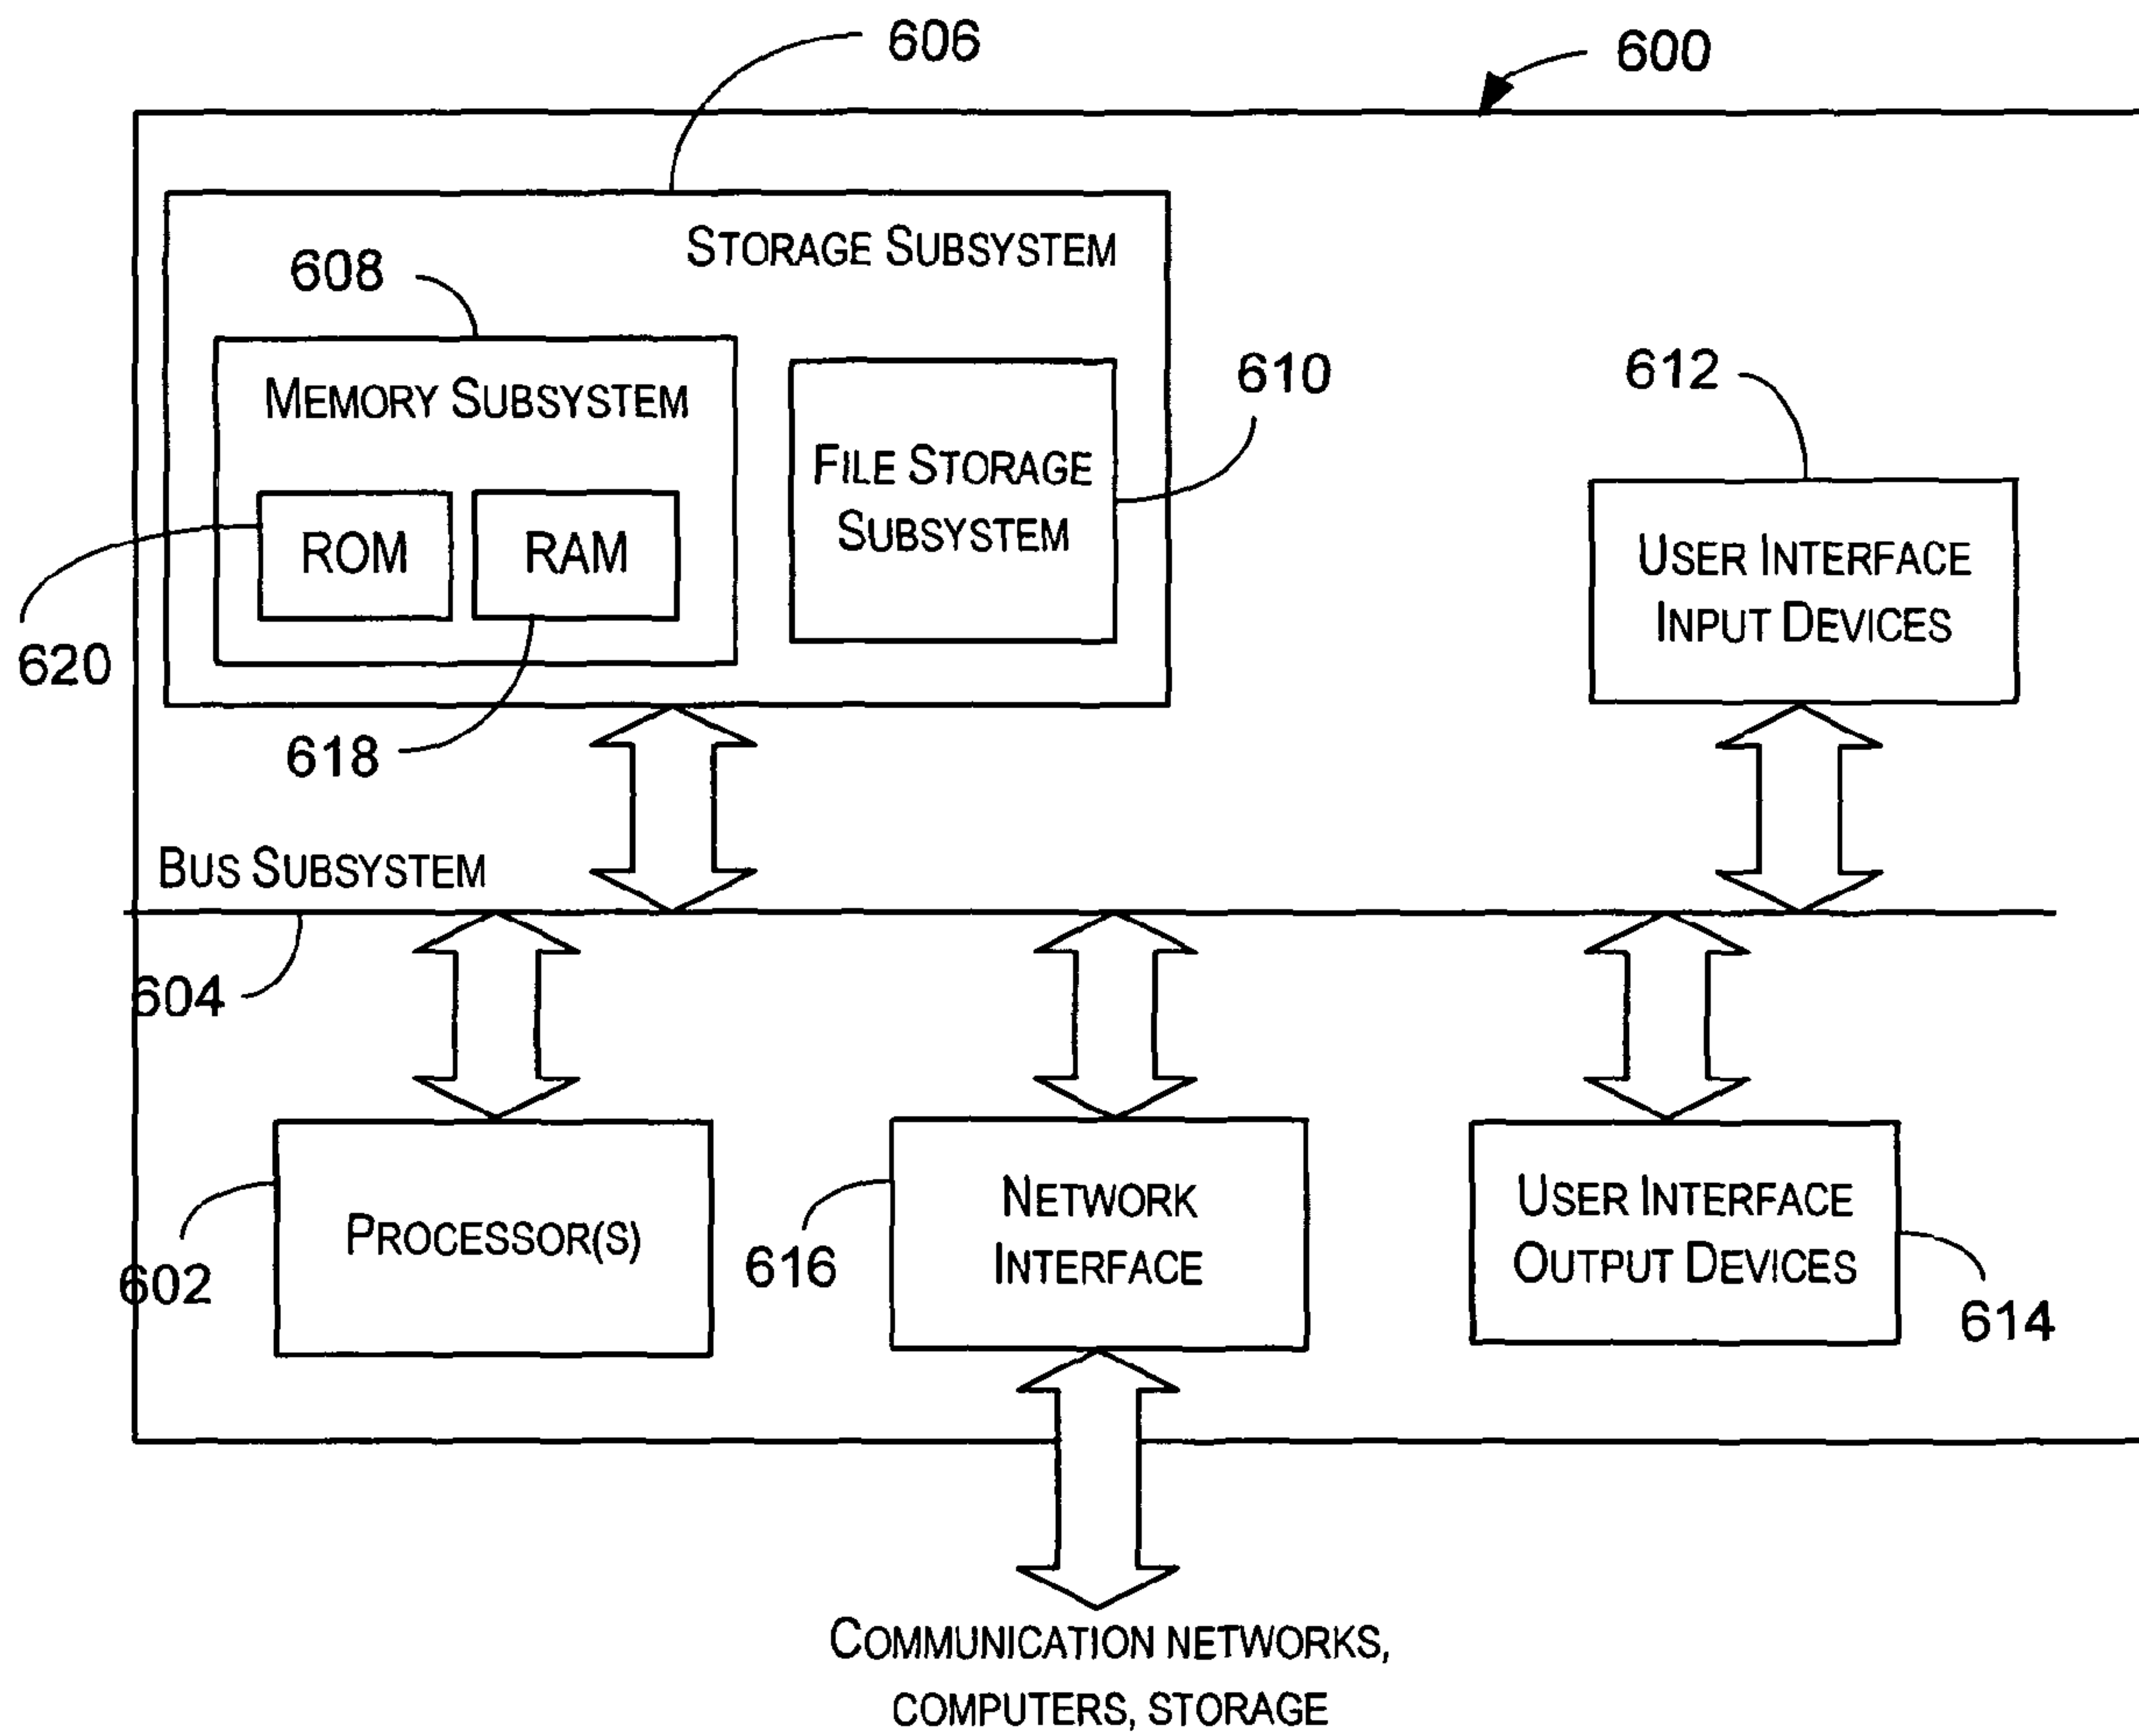 606
600
STORAGE SUBSYSTEM
608
MEMORY SUBSYSTEM
610
612
FILE STORAGE
SUBSYSTEM
ROM
RAM
USER INTERFACE
INPUT DEVICES
620
618
BUS SUBSYSTEM
604
PROCESSOR(S)
602
NETWORK
INTERFACE
616
USER INTERFACE
OUTPUT DEVICES
614
COMMUNICATION NETWORKS,
COMPUTERS, STORAGE